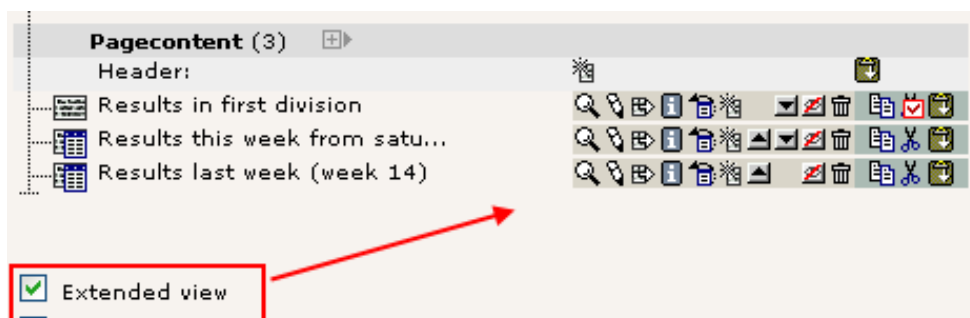 Pagecontent (3)
Header:
Results in first division
Results this week from satu...
Results last week (week 14)
Extended view